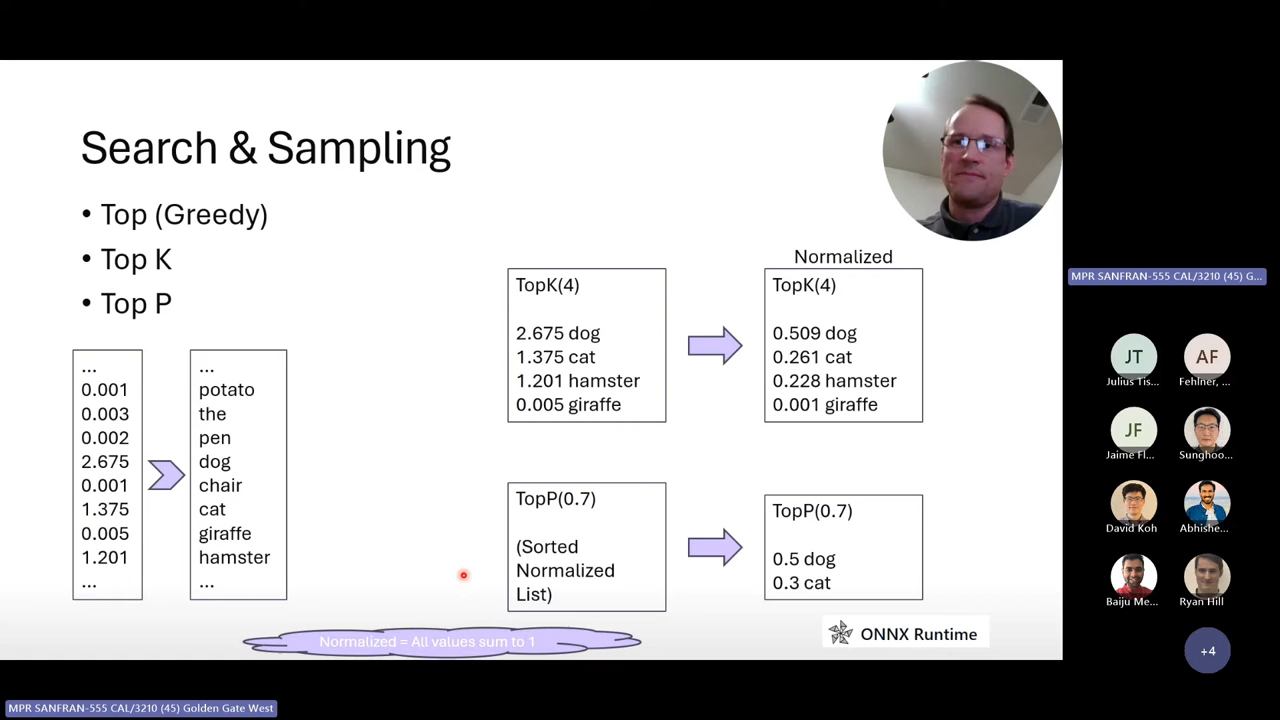 Search & Sampling
• Top (Greedy)
• Top K
• Top P
...
0.001
0.003
0.002
2.675
0.001
1.375
0.005
1.201
...
...
potato
the
pen
dog
chair
cat
giraffe
hamster
...
TopK(4)
2.675 dog
1.375 cat
1.201 hamster
0.005 giraffe
Normalized
TopK(4)
0.509 dog
0.261 cat
0.228 hamster
0.001 giraffe
TopP(0.7)
(Sorted
Normalized
List)
TopP(0.7)
0.5 dog
0.3 cat
Normalized = All values sum to 1
ONNX Runtime
MPR SANFRAN-555 CAL/3210 (45) G...
JT
Julius Tis...
AF
Fehlner, ...
JF
Jaime Fl...
Sunghoo...
David Koh
Abhishe...
Baiju Me...
Ryan Hill
+4
MPR SANFRAN-555 CAL/3210 (45) Golden Gate West